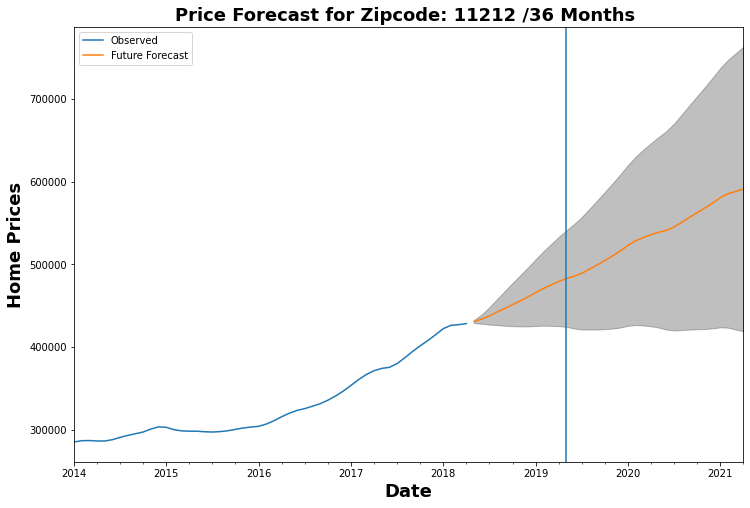 Price Forecast for Zipcode: 11212 /36 Months
Observed
Future Forecast
700000
600000
500000
400000
300000
Home Prices
2014 2015 2016 2017 2018 2019 2020 2021
Date